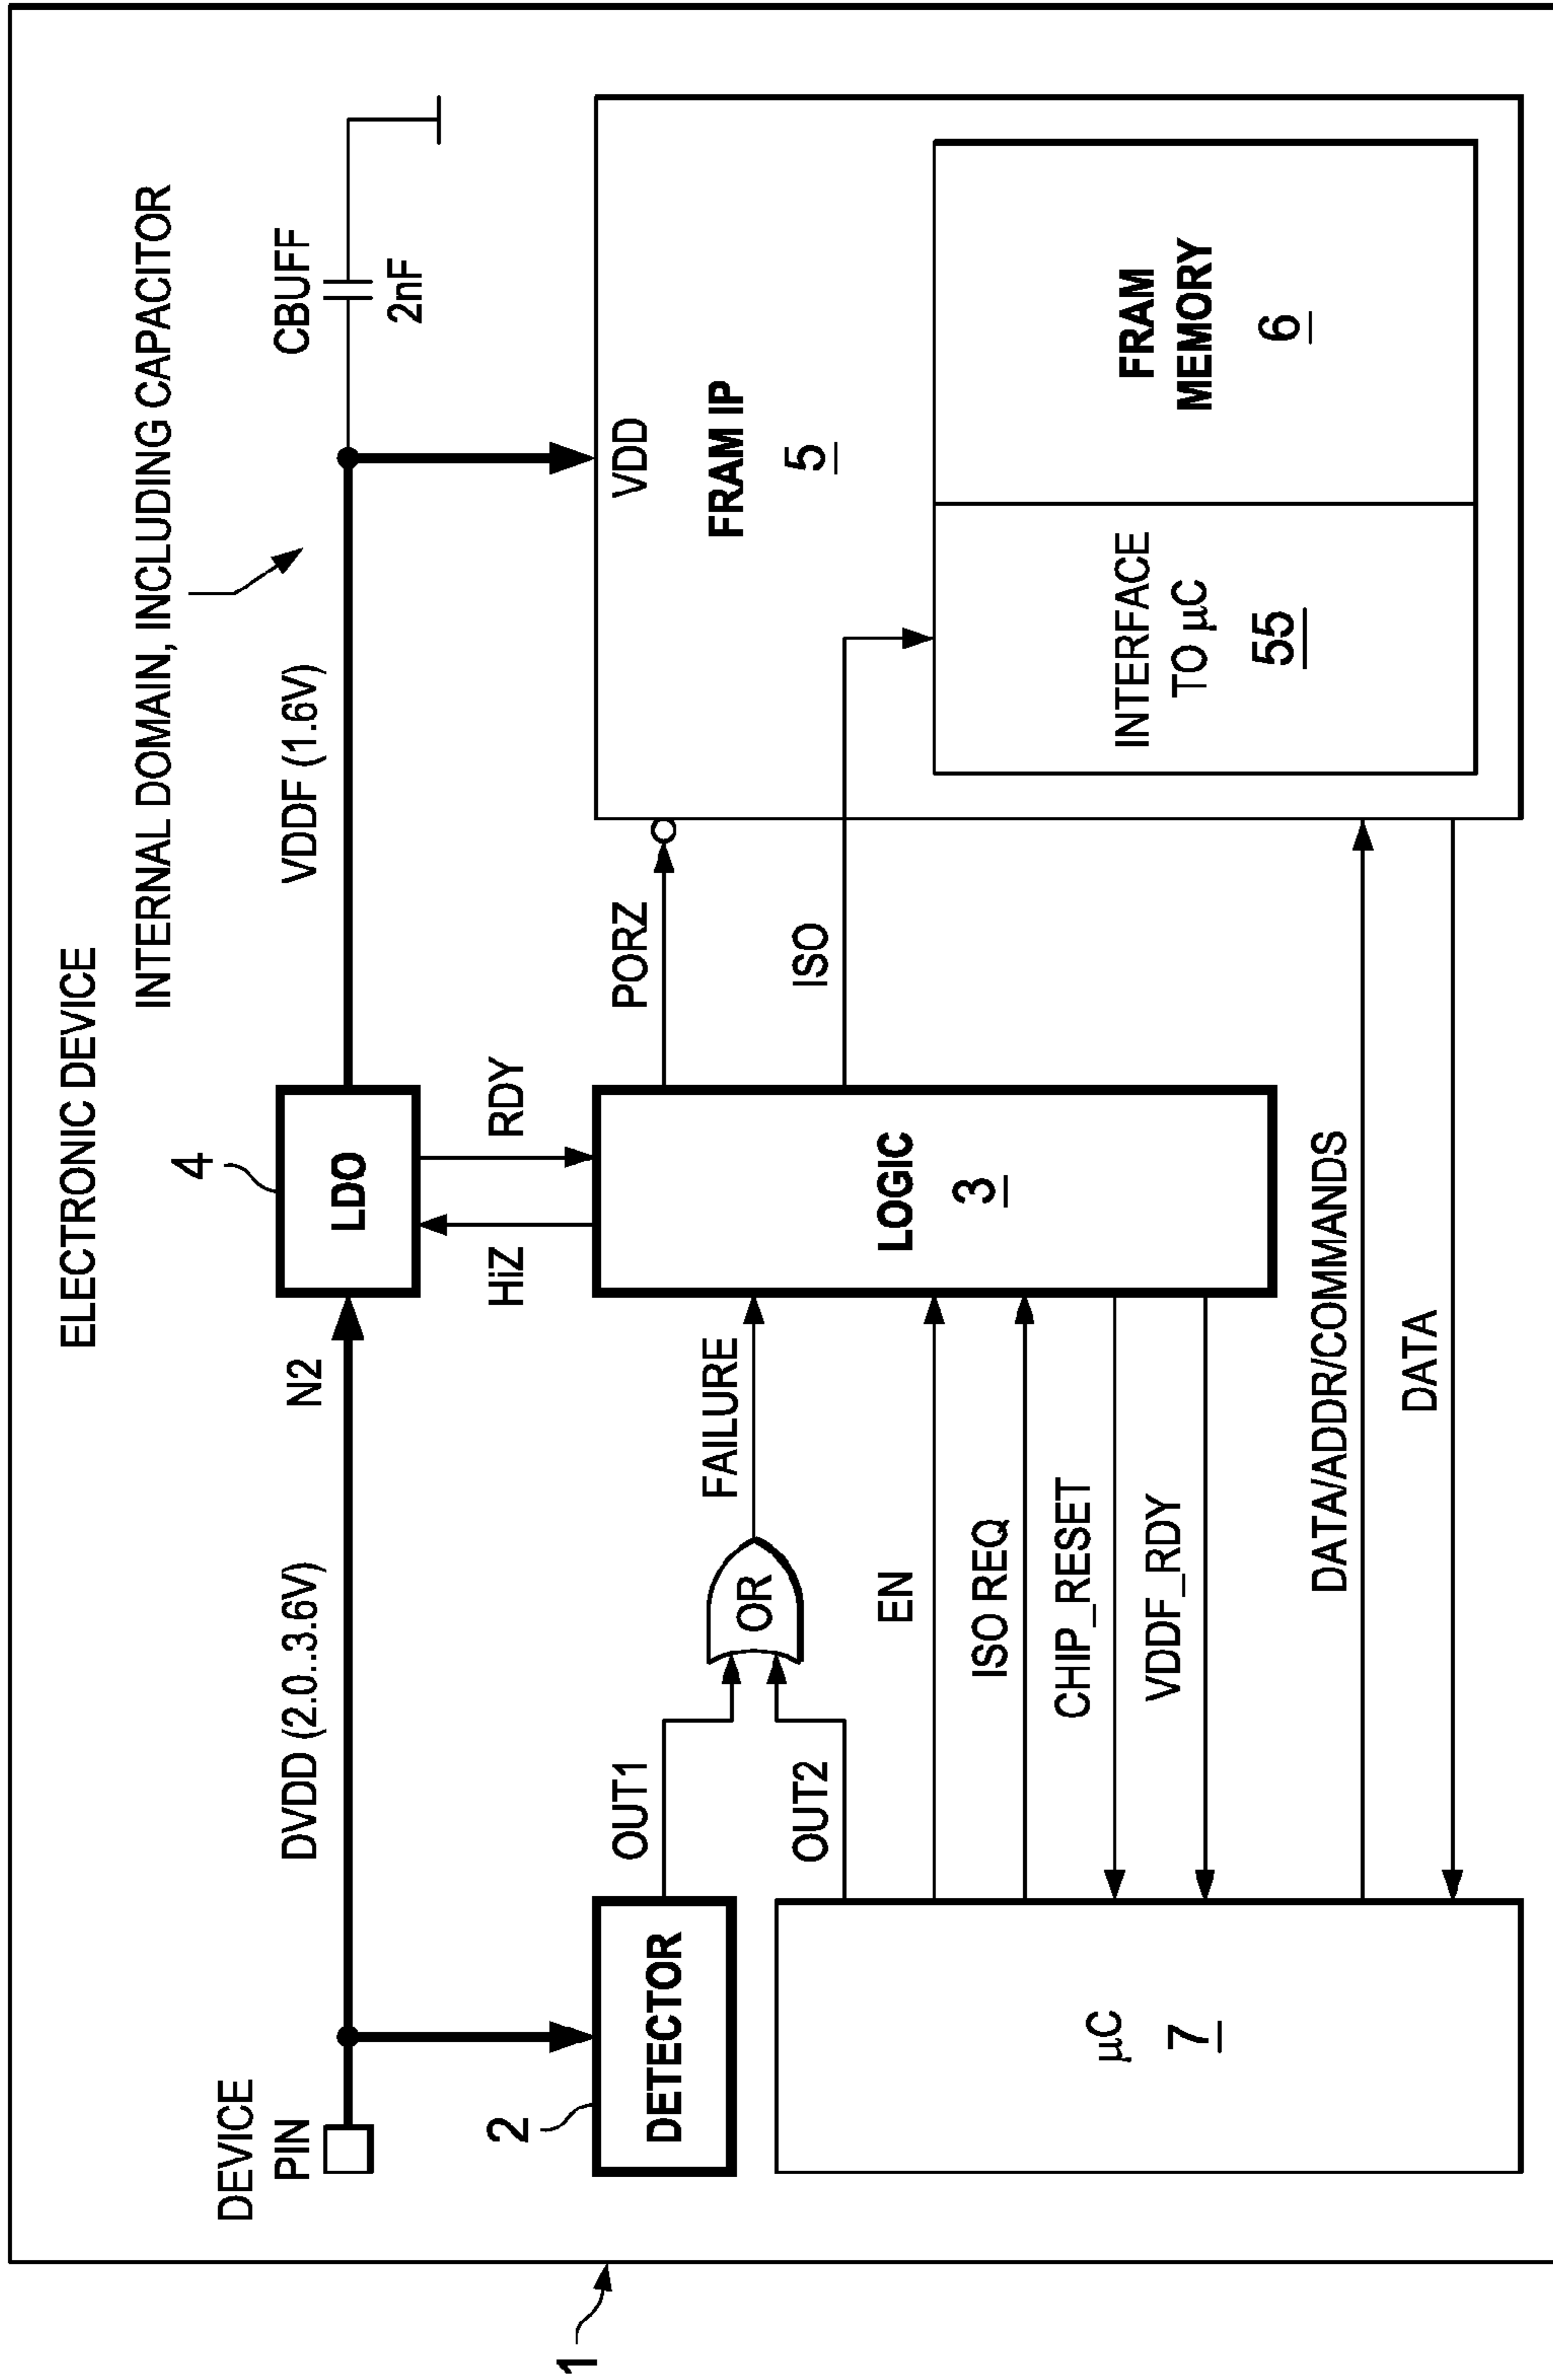 ELECTRONIC DEVICE
INTERNAL DOMAIN, INCLUDING CAPACITOR
DEVICE
PIN
DVDD (2.0..3.6V)
N2
4
LDO
VDDF (1.6V)
CBUFF
2nF
HiZ
RDY
2
DETECTOR
OUT1
OUT2
OR
FAILURE
LOGIC
3
PORZ
ISO
VDD
FRAM IP
5
INTERFACE
TO µC
55
FRAM
MEMORY
6
µC
7
EN
ISO REQ
CHIP_RESET
VDDF_RDY
DATA/ADDR/COMMANDS
DATA
1